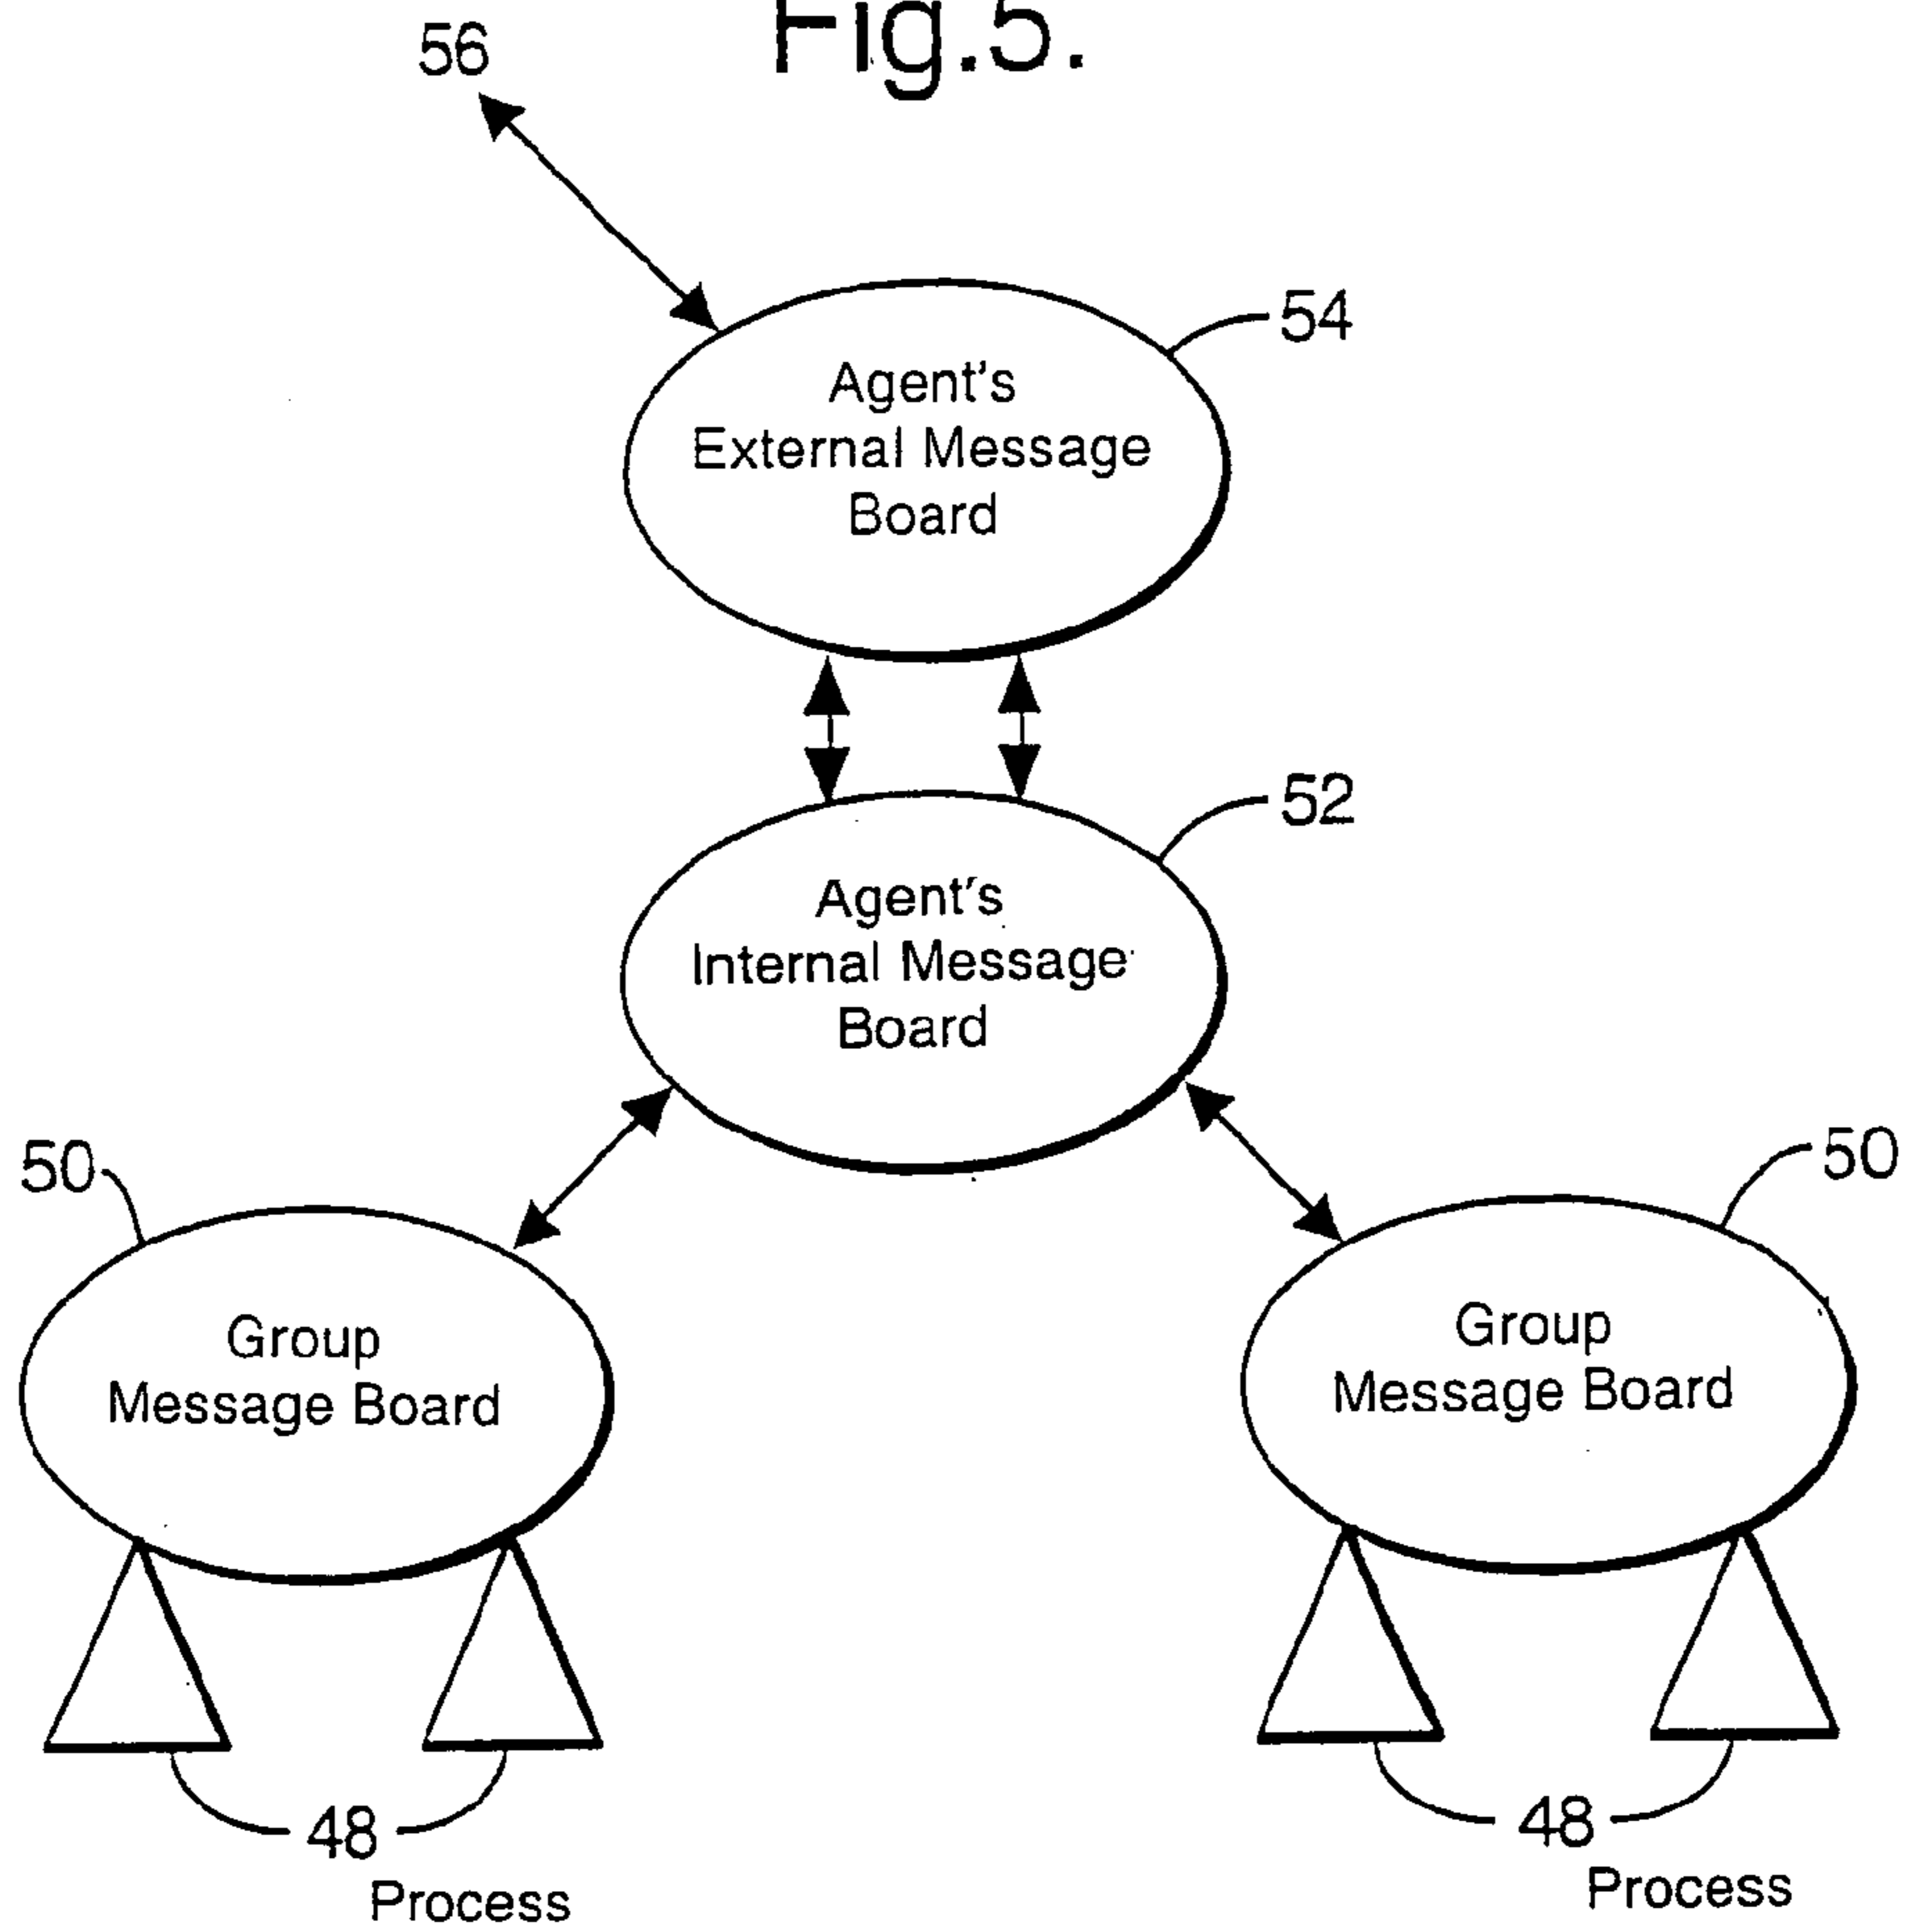 Fig.5.
56
54
Agent's
External Message
Board
52
Agent's
Internal Message
Board
50
50
Group
Message Board
Group
Message Board
48
Process
48
Process